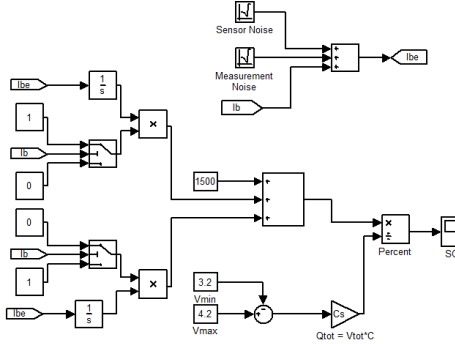 Sensor Noise
Measurement
Noise
Ib
Ibe
Ibe
1
s
1
Ib
0
×
0
Ib
1
Ibe
1
s
×
1500
+
+
+
+
+
+
3.2
Vmin
4.2
Vmax
Cs
Qtot = Vtot*C
×
÷
Percent